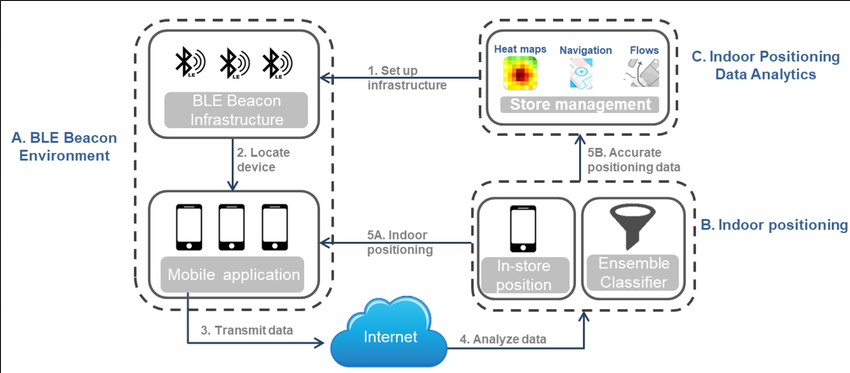 Heat maps
Navigation
Flows
Store management
C. Indoor Positioning
Data Analytics
1. Set up
infrastructure
LE
LE
LE
BLE Beacon
Infrastructure
A. BLE Beacon
Environment
2. Locate
device
5B. Accurate
positioning data
5A. Indoor
positioning
Mobile application
In-store
position
Ensemble
Classifier
B. Indoor positioning
3. Transmit data
Internet
4. Analyze data